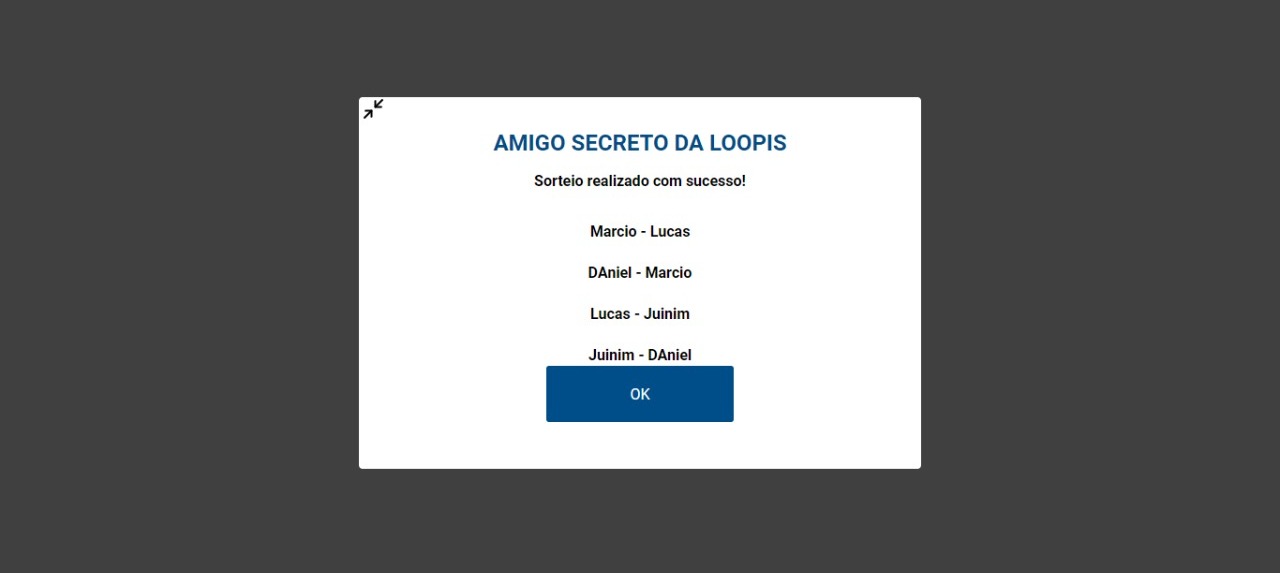 AMIGO SECRETO DA LOOPIS
Sorteio realizado com sucesso!
Marcio - Lucas
DAniel - Marcio
Lucas - Juinim
Juinim - DAniel
OK